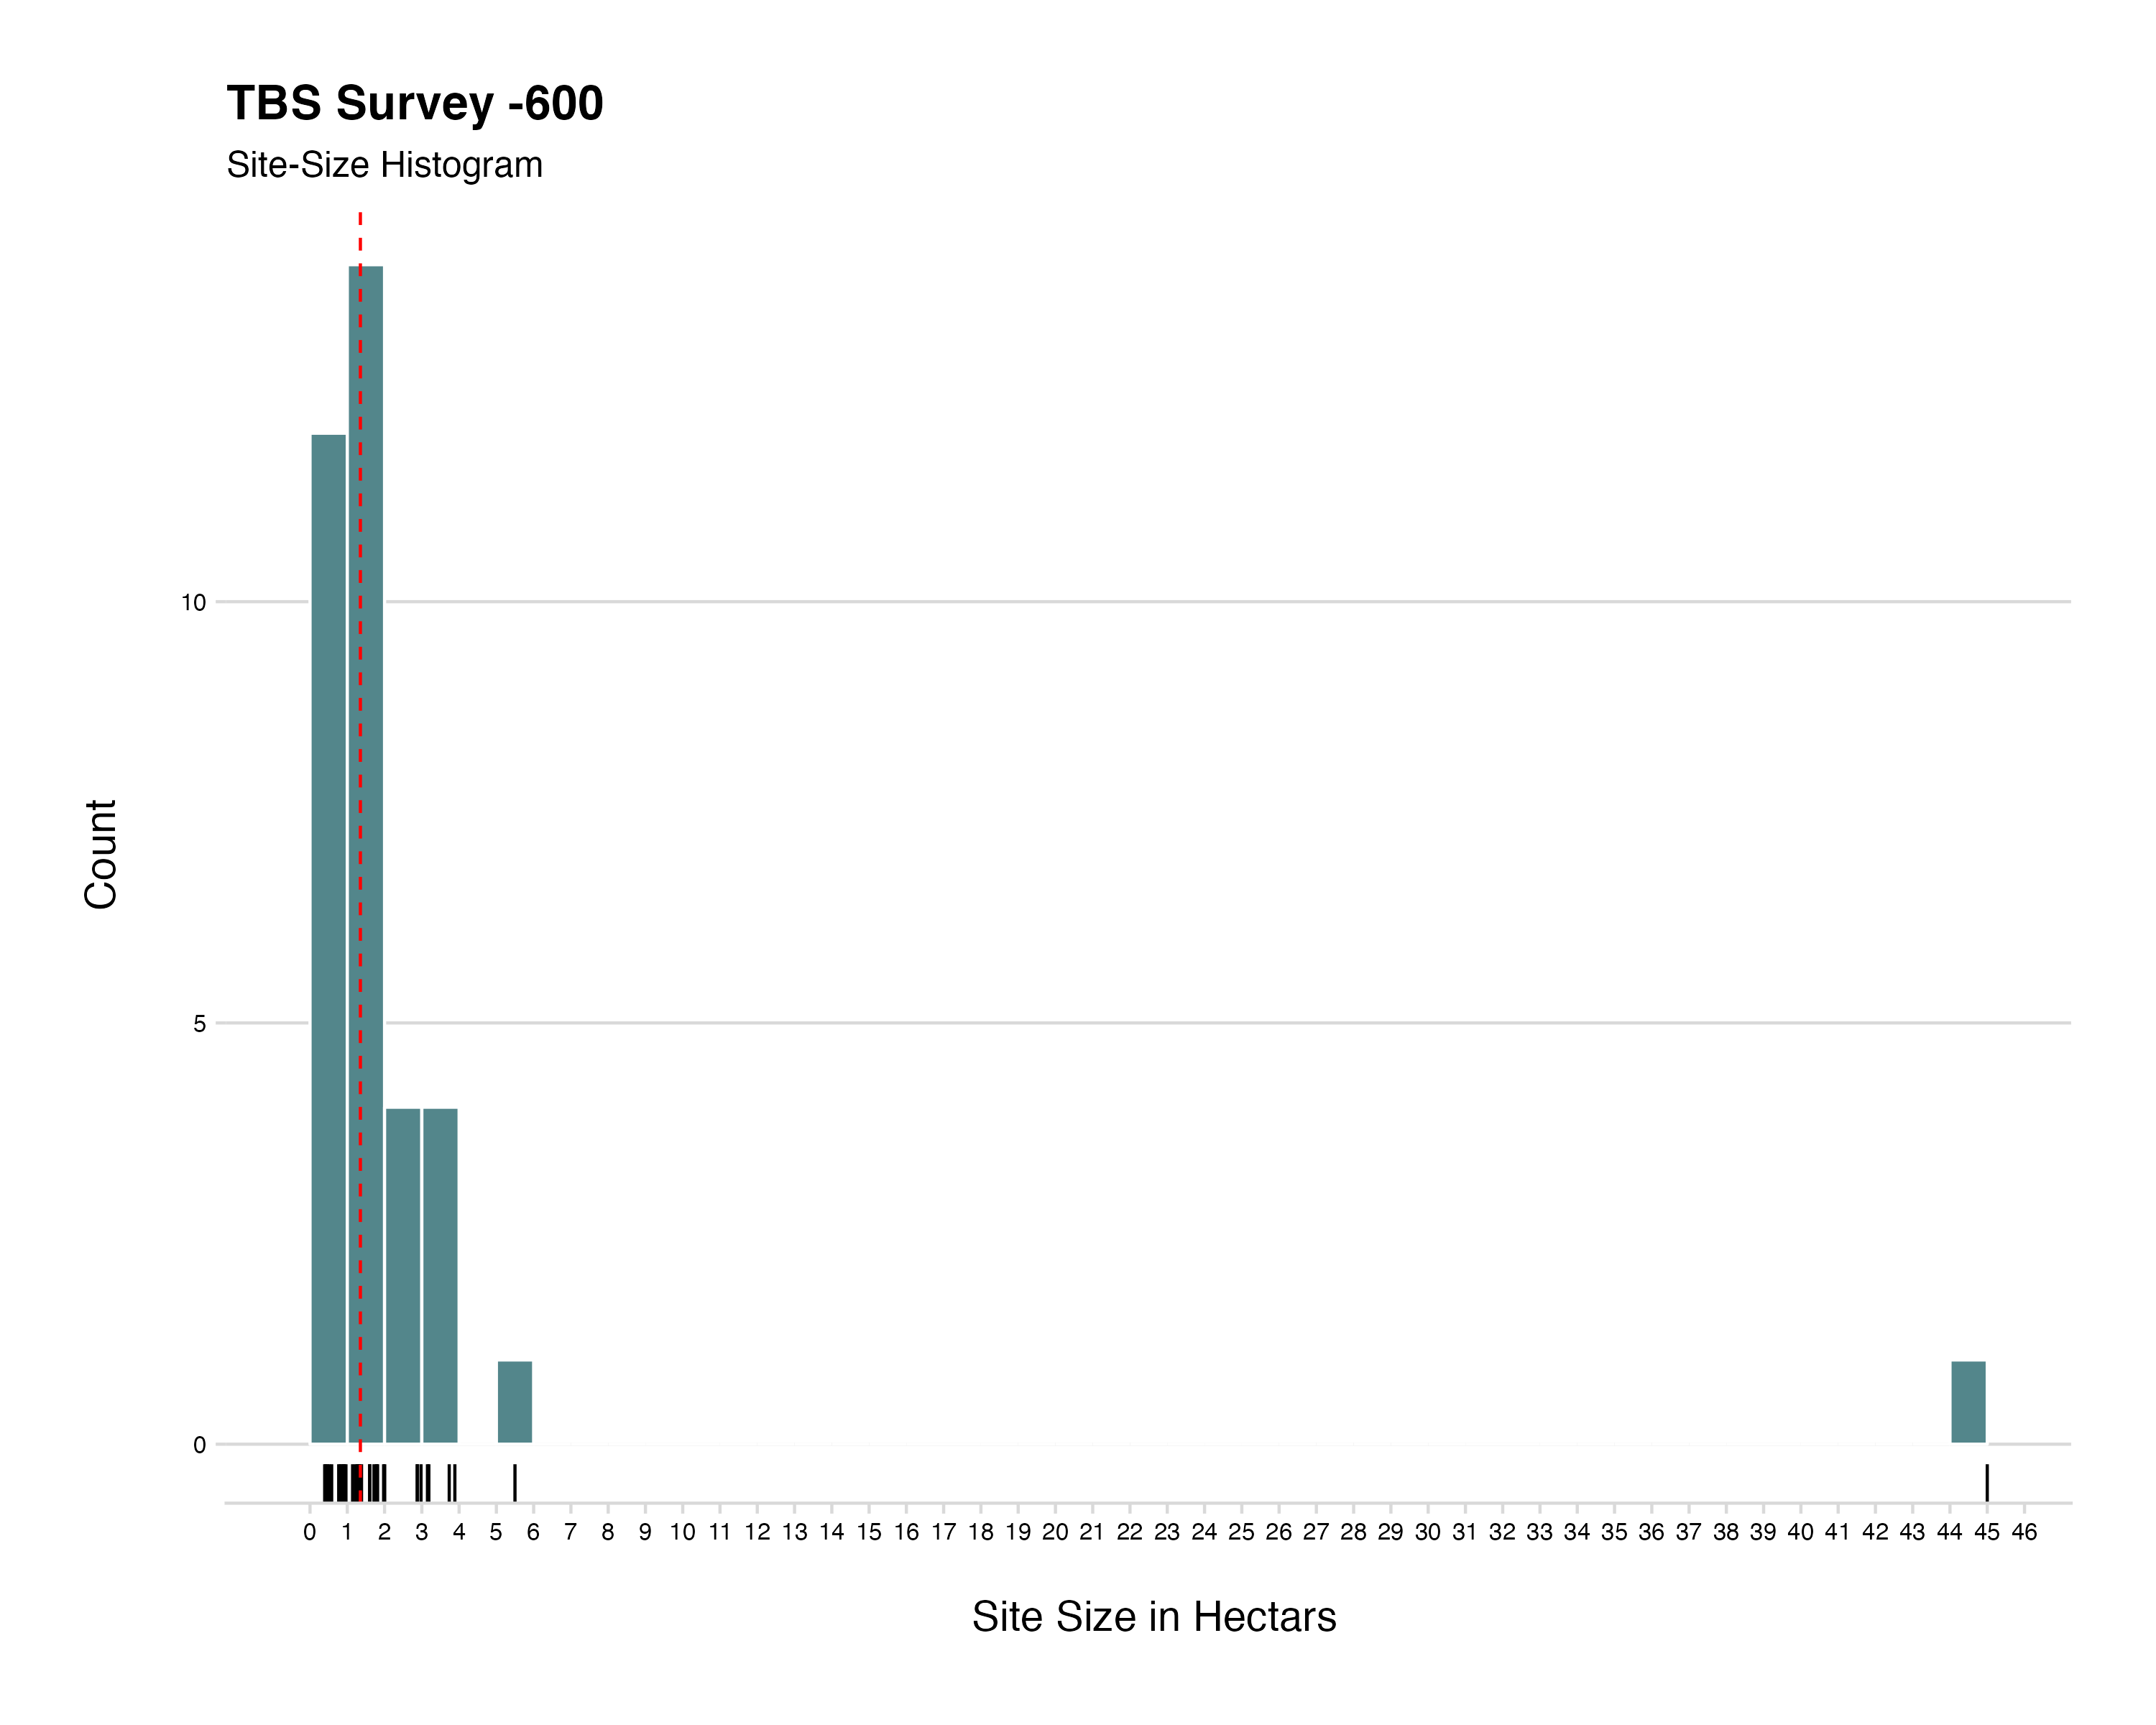 TBS Survey -600
Site-Size Histogram
Count
10
5
0
0 1 2 3 4 5 6 7 8 9 10 11 12 13 14 15 16 17 18 19 20 21 22 23 24 25 26 27 28 29 30 31 32 33 34 35 36 37 38 39 40 41 42 43 44 45 46
Site Size in Hectars